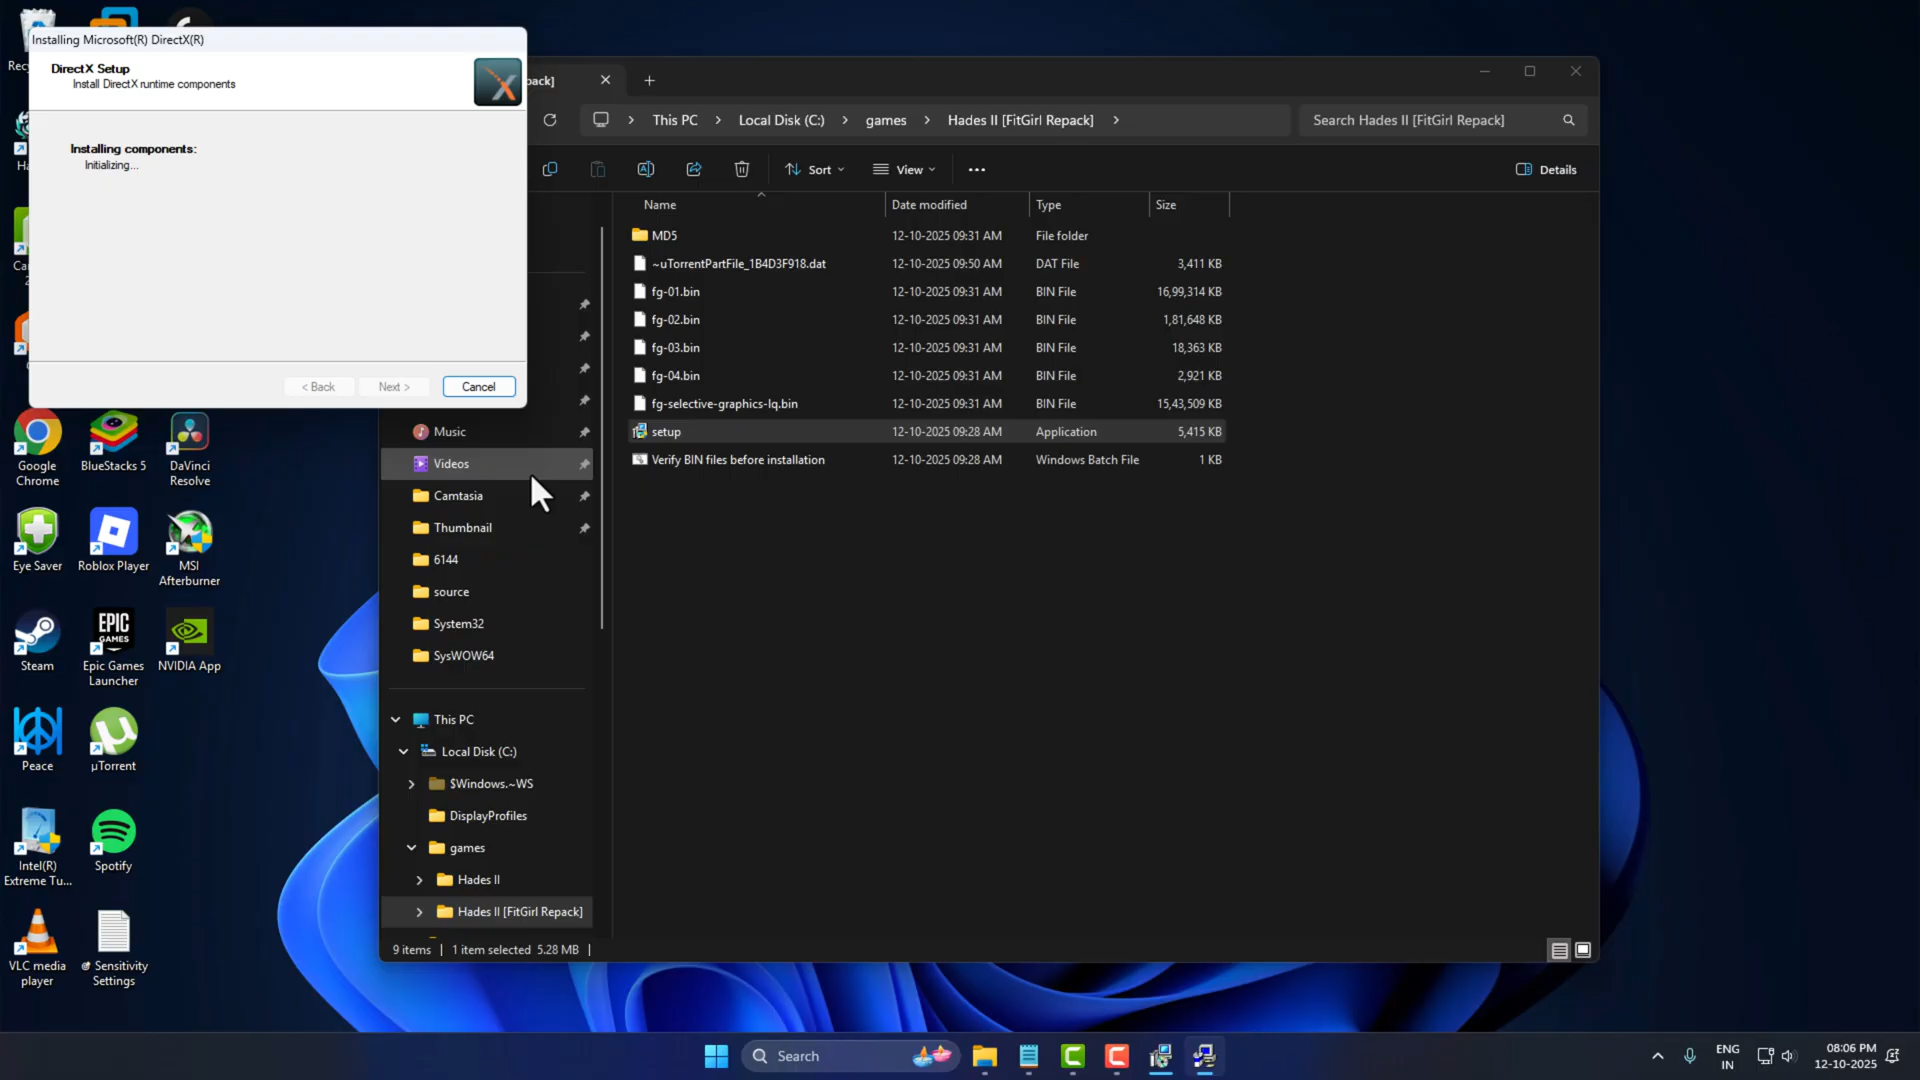 Installing Microsoft(R) DirectX(R)
DirectX Setup
Install DirectX runtime components
Installing components:
Initializing...
< Back
Next >
Cancel
pack]
This PC
Local Disk (C:)
games
Hades II [FitGirl Repack]
Search Hades II [FitGirl Repack]
Sort
View
Details
Name
Date modified
Type
Size
MD5
12-10-2025 09:31 AM
File folder
~uTorrentPartFile_1B4D3F918.dat
12-10-2025 09:50 AM
DAT File
3,411 KB
fg-01.bin
12-10-2025 09:31 AM
BIN File
16,99,314 KB
fg-02.bin
12-10-2025 09:31 AM
BIN File
1,81,648 KB
fg-03.bin
12-10-2025 09:31 AM
BIN File
18,363 KB
fg-04.bin
12-10-2025 09:31 AM
BIN File
2,921 KB
fg-selective-graphics-lq.bin
12-10-2025 09:31 AM
BIN File
15,43,509 KB
setup
12-10-2025 09:28 AM
Application
5,415 KB
Verify BIN files before installation
12-10-2025 09:28 AM
Windows Batch File
1 KB
Music
Videos
Camtasia
Thumbnail
6144
source
System32
SysWOW64
This PC
Local Disk (C:)
$Windows.~WS
DisplayProfiles
games
Hades II
Hades II [FitGirl Repack]
9 items
1 item selected 5.28 MB
Google
Chrome
BlueStacks 5
DaVinci
Resolve
Eye Saver
Roblox Player
MSI
Afterburner
Steam
EPIC
GAMES
Epic Games
Launcher
NVIDIA App
Peace
µTorrent
Intel(R)
Extreme Tu...
Spotify
VLC media
player
Sensitivity
Settings
Search
ENG
IN
08:06 PM
12-10-2025